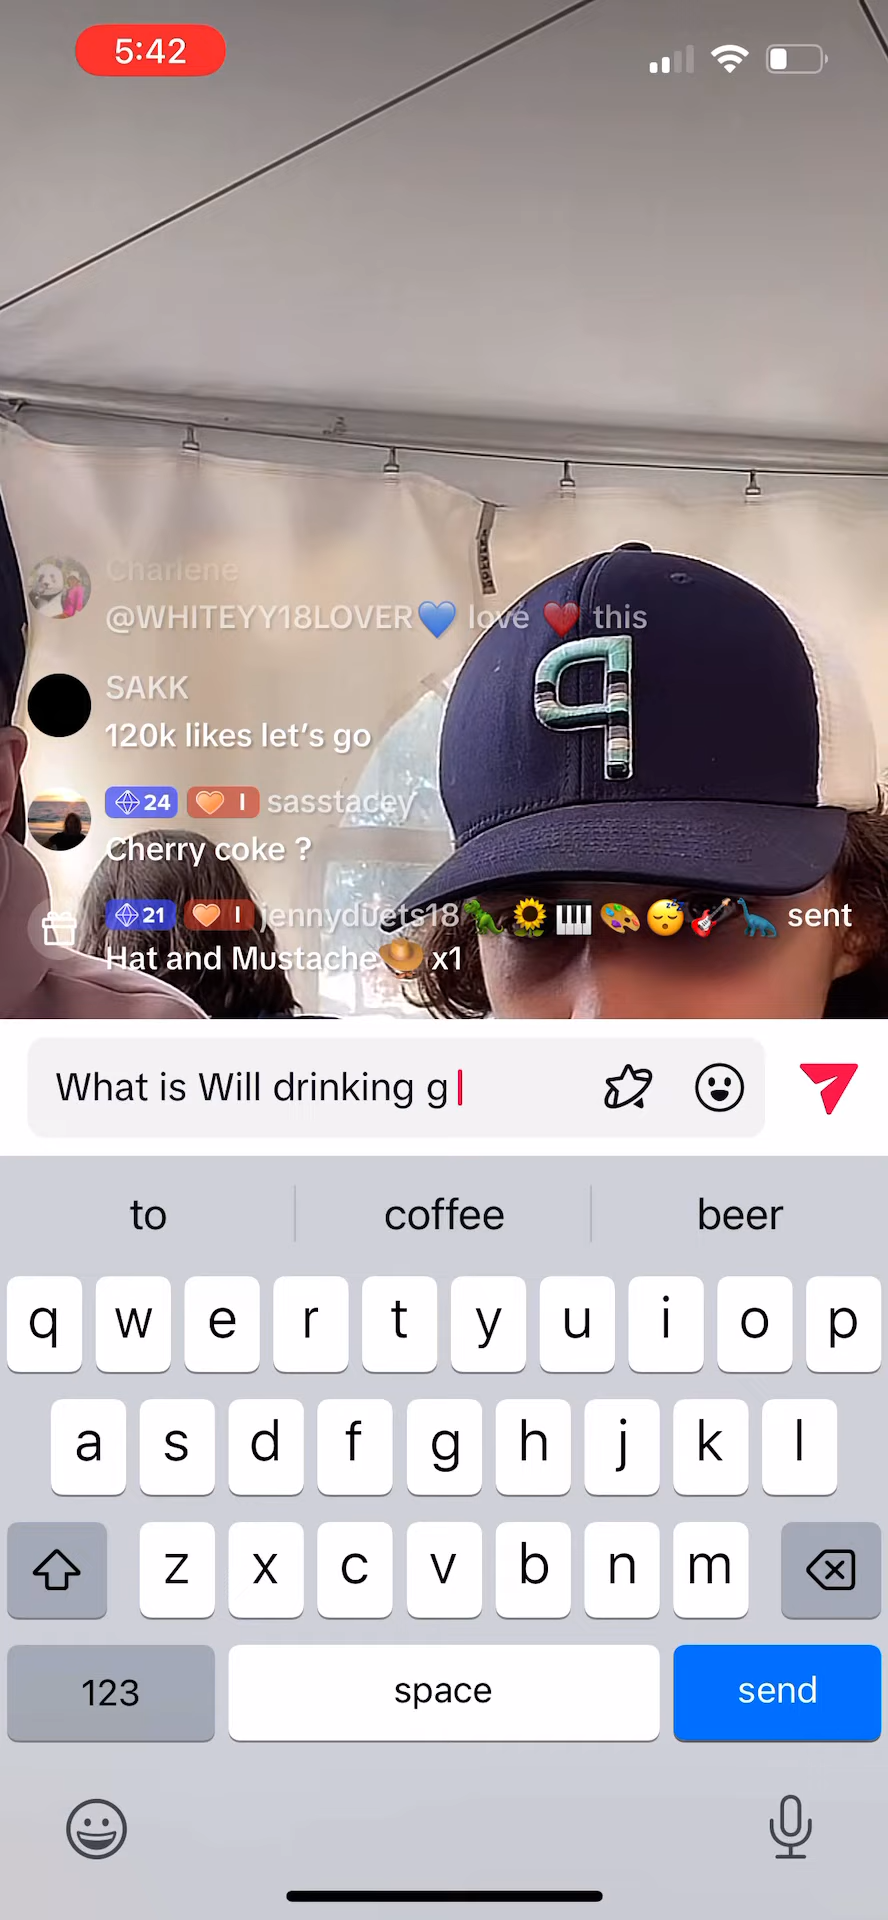 5:42
Charlene
@WHITEYY18LOVER💙 love ❤️ this
SAKK
120k likes let's go
24 I sasstacey
Cherry coke ?
21 I jennyduets18🦖🌻🎹🎨😴🎸🦕 sent
Hat and Mustache🤠 x1
What is Will drinking g
to coffee beer
q w e r t y u i o p
a s d f g h j k l
z x c v b n m
123 space send